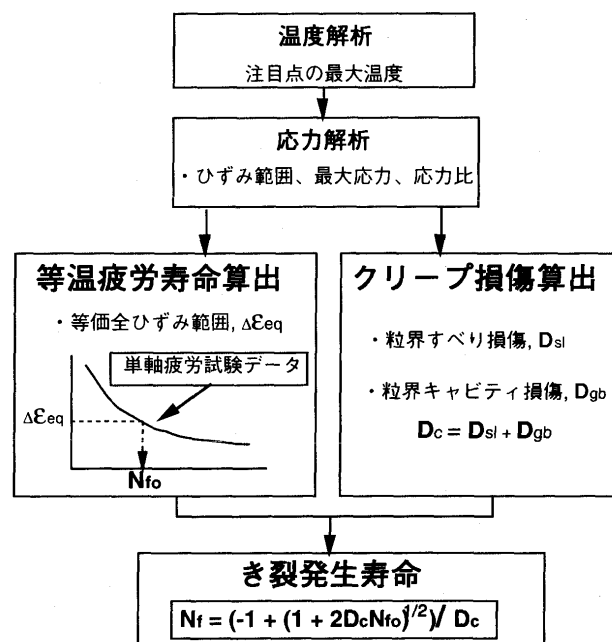 温度解析
注目点の最大温度
応力解析
・ひずみ範囲、最大応力、応力比
等温疲労寿命算出
・等価全ひずみ範囲, Δεeq
単軸疲労試験データ
Δεeq
Nfo
クリープ損傷算出
・粒界すべり損傷, Dsl
・粒界キャビティ損傷, Dgb
Dc = Dsl + Dgb
き裂発生寿命
Nf = (-1 + (1 + 2DcNfo)^1/2)/ Dc